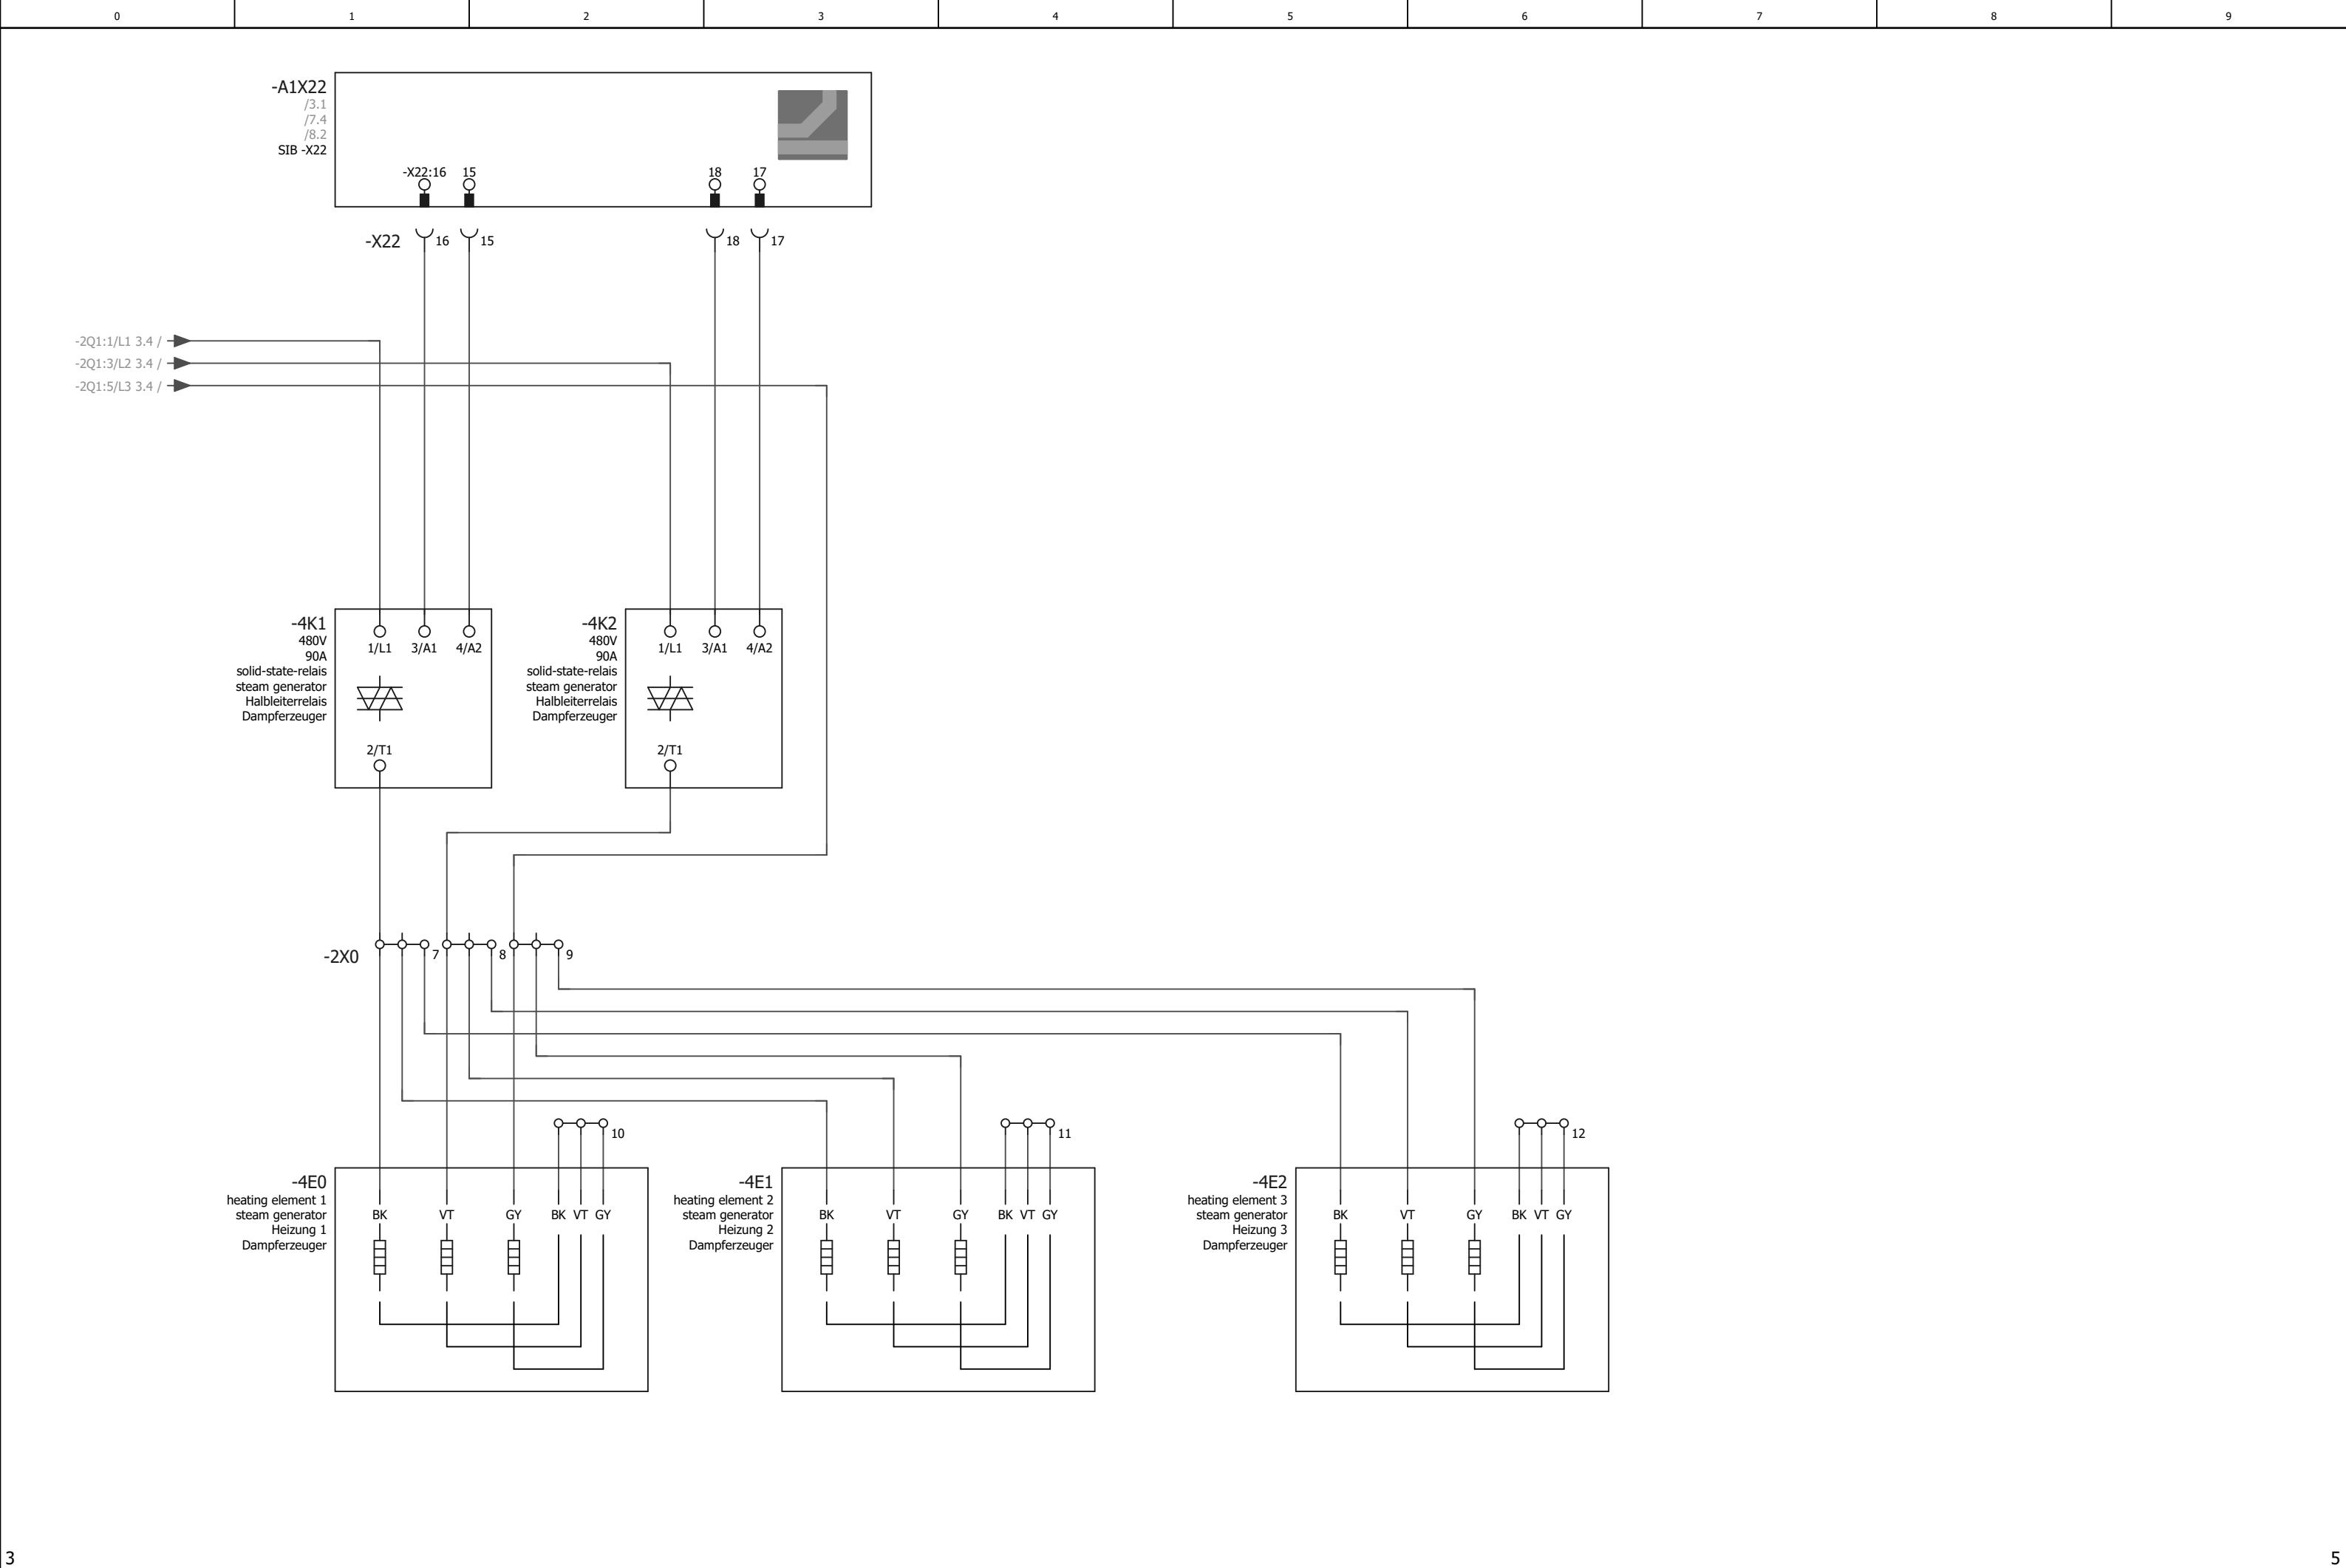 0 1 2 3 4 5 6 7 8 9
-A1X22
/3.1
/7.4
/8.2
SIB -X22
-X22:16 15 18 17
-X22 16 15 18 17
-2Q1:1/L1 3.4 /
-2Q1:3/L2 3.4 /
-2Q1:5/L3 3.4 /
-4K1
480V
90A
solid-state-relais
steam generator
Halbleiterrelais
Dampferzeuger
1/L1 3/A1 4/A2
2/T1
-4K2
480V
90A
solid-state-relais
steam generator
Halbleiterrelais
Dampferzeuger
1/L1 3/A1 4/A2
2/T1
-2X0 7 8 9
10 11 12
-4E0
heating element 1
steam generator
Heizung 1
Dampferzeuger
BK VT GY BK VT GY
-4E1
heating element 2
steam generator
Heizung 2
Dampferzeuger
BK VT GY BK VT GY
-4E2
heating element 3
steam generator
Heizung 3
Dampferzeuger
BK VT GY BK VT GY
3 5